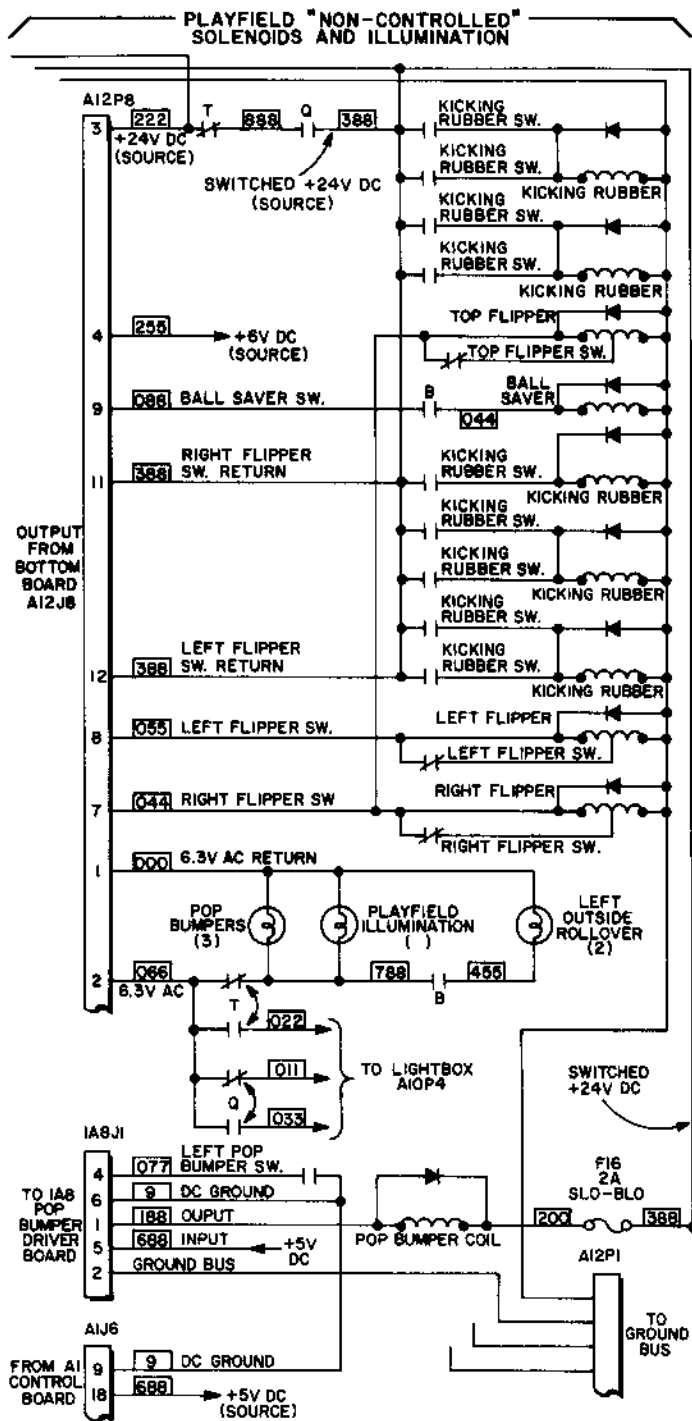 PLAYFIELD "NON-CONTROLLED"
SOLENOIDS AND ILLUMINATION
A12P8
3
222
+24V DC
(SOURCE)
T
888
Q
388
SWITCHED +24V DC
(SOURCE)
KICKING
RUBBER SW.
KICKING
RUBBER SW.
KICKING RUBBER
KICKING
RUBBER SW.
KICKING
RUBBER SW.
KICKING RUBBER
4
255
+6V DC
(SOURCE)
TOP FLIPPER
TOP FLIPPER SW.
9
088
BALL SAVER SW.
B
044
BALL
SAVER
11
388
RIGHT FLIPPER
SW. RETURN
KICKING
RUBBER SW.
KICKING RUBBER
KICKING
RUBBER SW.
KICKING
RUBBER SW.
KICKING RUBBER
OUTPUT
FROM
BOTTOM
BOARD
A12J8
KICKING
RUBBER SW.
12
388
LEFT FLIPPER
SW. RETURN
KICKING
RUBBER SW.
KICKING RUBBER
8
055
LEFT FLIPPER SW.
LEFT FLIPPER
LEFT FLIPPER SW.
7
044
RIGHT FLIPPER SW
RIGHT FLIPPER
RIGHT FLIPPER SW.
1
000
6.3V AC RETURN
POP
BUMPERS
(3)
PLAYFIELD
ILLUMINATION
( )
LEFT
OUTSIDE
ROLLOVER
(2)
2
066
6.3V AC
788
B
455
T
022
011
Q
033
TO LIGHTBOX
A10P4
SWITCHED
+24V DC
1A8J1
TO 1A8
POP
BUMPER
DRIVER
BOARD
4
077
LEFT POP
BUMPER SW.
6
9
DC GROUND
1
188
OUPUT
5
688
INPUT
+5V
DC
2
GROUND BUS
POP BUMPER COIL
200
F16
2A
SLO-BLO
388
A12P1
TO
GROUND
BUS
A1J6
FROM A1
CONTROL
BOARD
9
9
DC GROUND
18
688
+5V DC
(SOURCE)